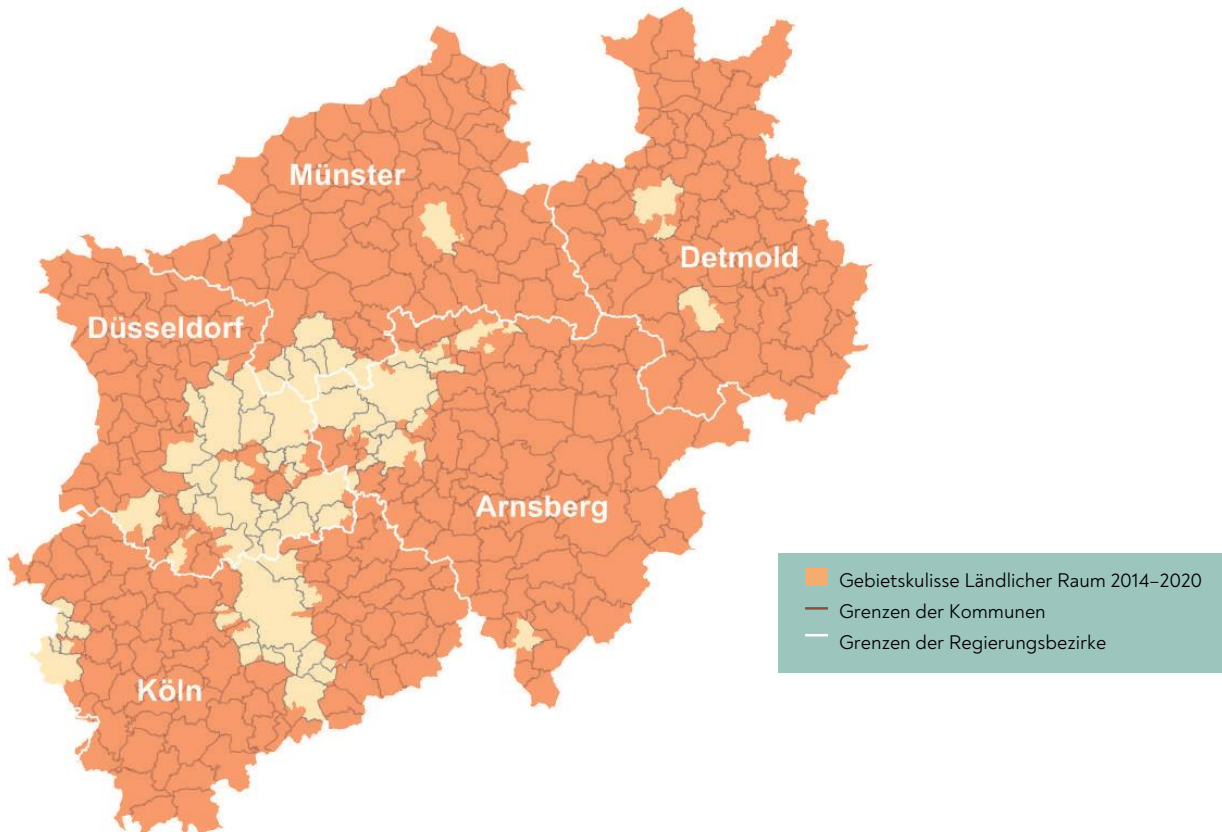 Münster
Detmold
Düsseldorf
Arnsberg
Köln
Gebietskulisse Ländlicher Raum 2014–2020
Grenzen der Kommunen
Grenzen der Regierungsbezirke